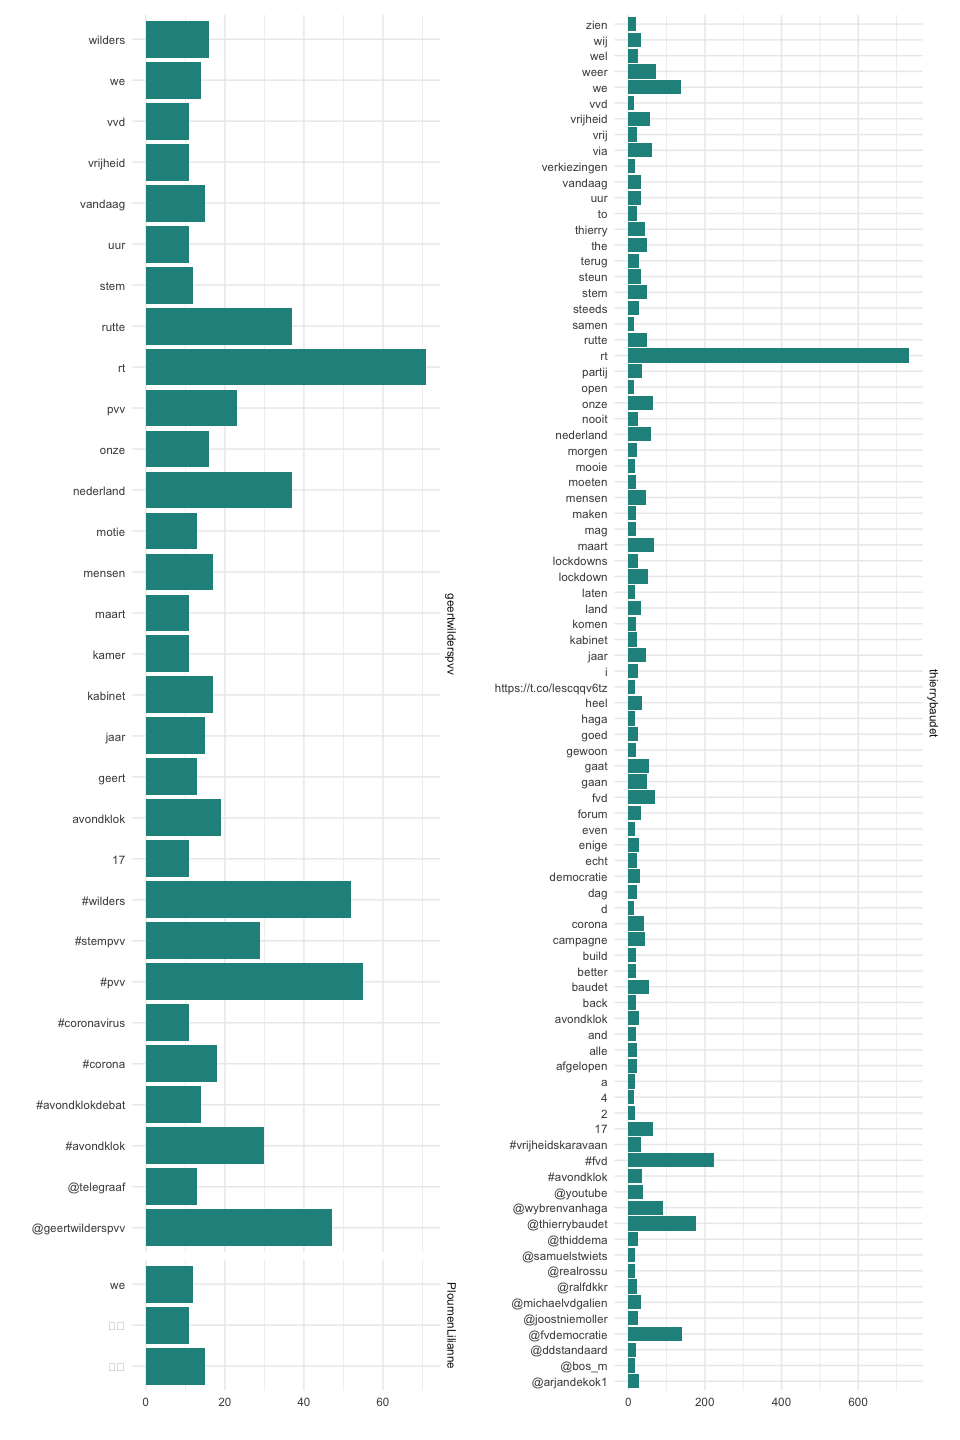 wilders
we
vvd
vrijheid
vandaag
uur
stem
rutte
rt
pvv
onze
nederland
motie
mensen
maart
kamer
kabinet
jaar
geert
avondklok
17
#wilders
#stempvv
#pvv
#coronavirus
#corona
#avondklokdebat
#avondklok
@telegraaf
@geertwilderspvv
geertwilderspvv
we
PloumenLilianne
0 20 40 60
zien
wij
wel
weer
we
vvd
vrijheid
vrij
via
verkiezingen
vandaag
uur
to
thierry
the
terug
steun
stem
steeds
samen
rutte
rt
partij
open
onze
nooit
nederland
morgen
mooie
moeten
mensen
maken
mag
maart
lockdowns
lockdown
laten
land
komen
kabinet
jaar
i
https://t.co/lescqqv6tz
heel
haga
goed
gewoon
gaat
gaan
fvd
forum
even
enige
echt
democratie
dag
d
corona
campagne
build
better
baudet
back
avondklok
and
alle
afgelopen
a
4
2
17
#vrijheidskaravaan
#fvd
#avondklok
@youtube
@wybrenvanhaga
@thierrybaudet
@thiddema
@samuelstwiets
@realrossu
@ralfdkkr
@michaelvdgalien
@joostniemoller
@fvdemocratie
@ddstandaard
@bos_m
@arjandekok1
thierrybaudet
0 200 400 600